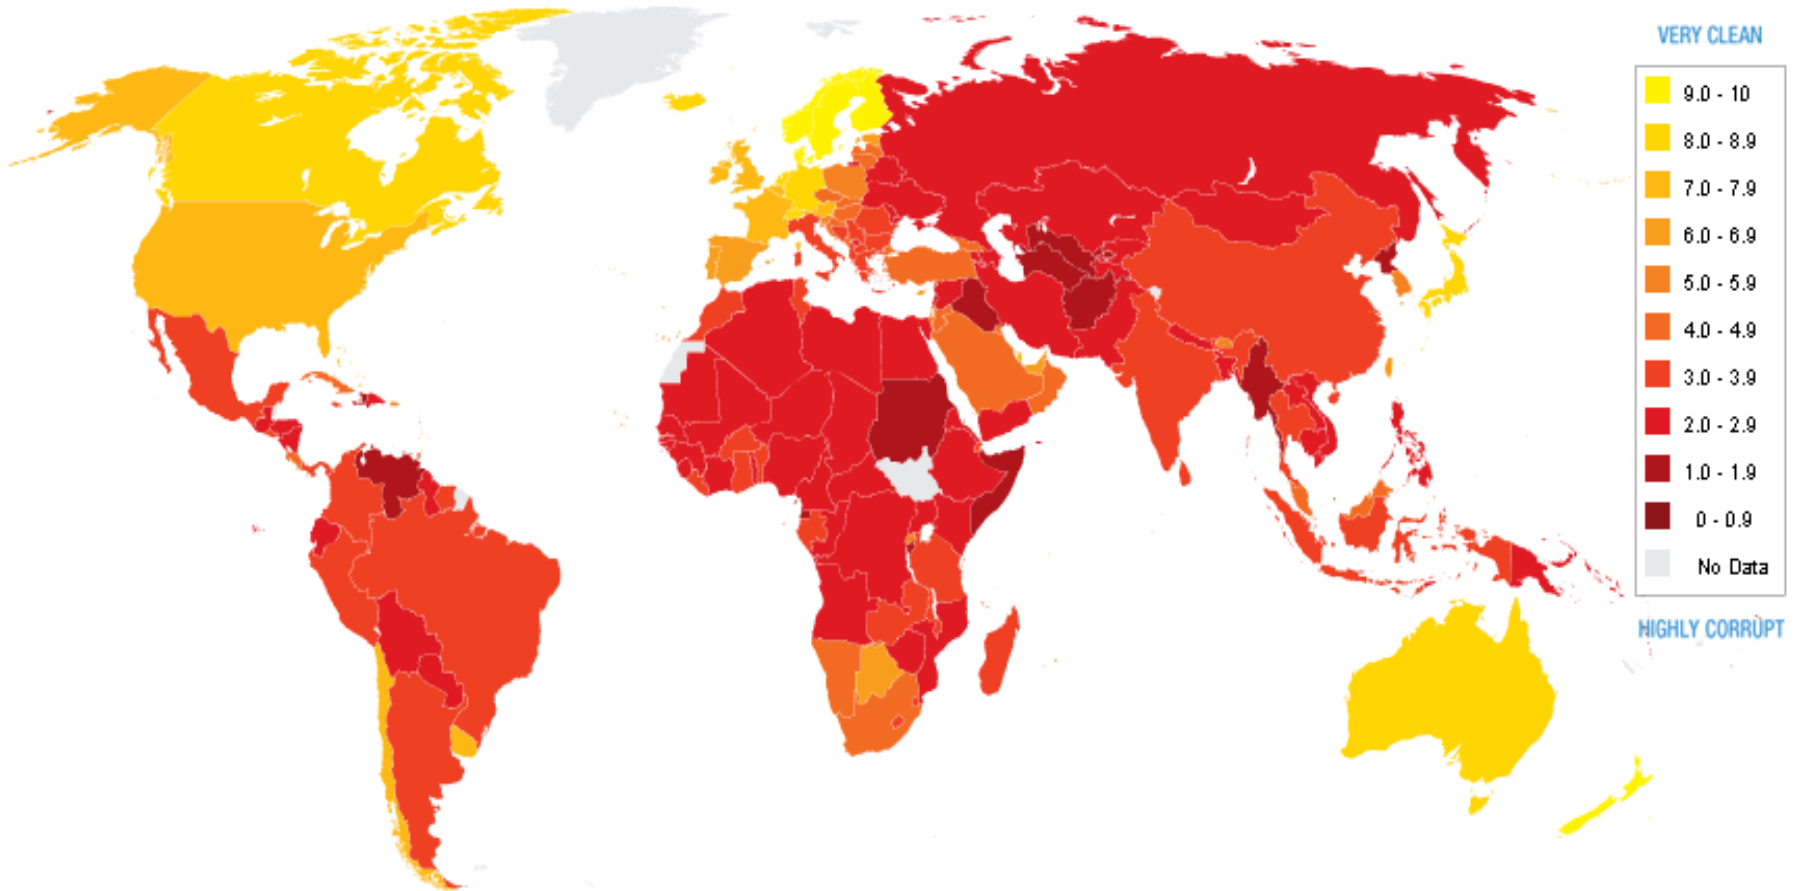 VERY CLEAN
9.0 - 10
8.0 - 8.9
7.0 - 7.9
6.0 - 6.9
5.0 - 5.9
4.0 - 4.9
3.0 - 3.9
2.0 - 2.9
1.0 - 1.9
0 - 0.9
No Data
HIGHLY CORRUPT